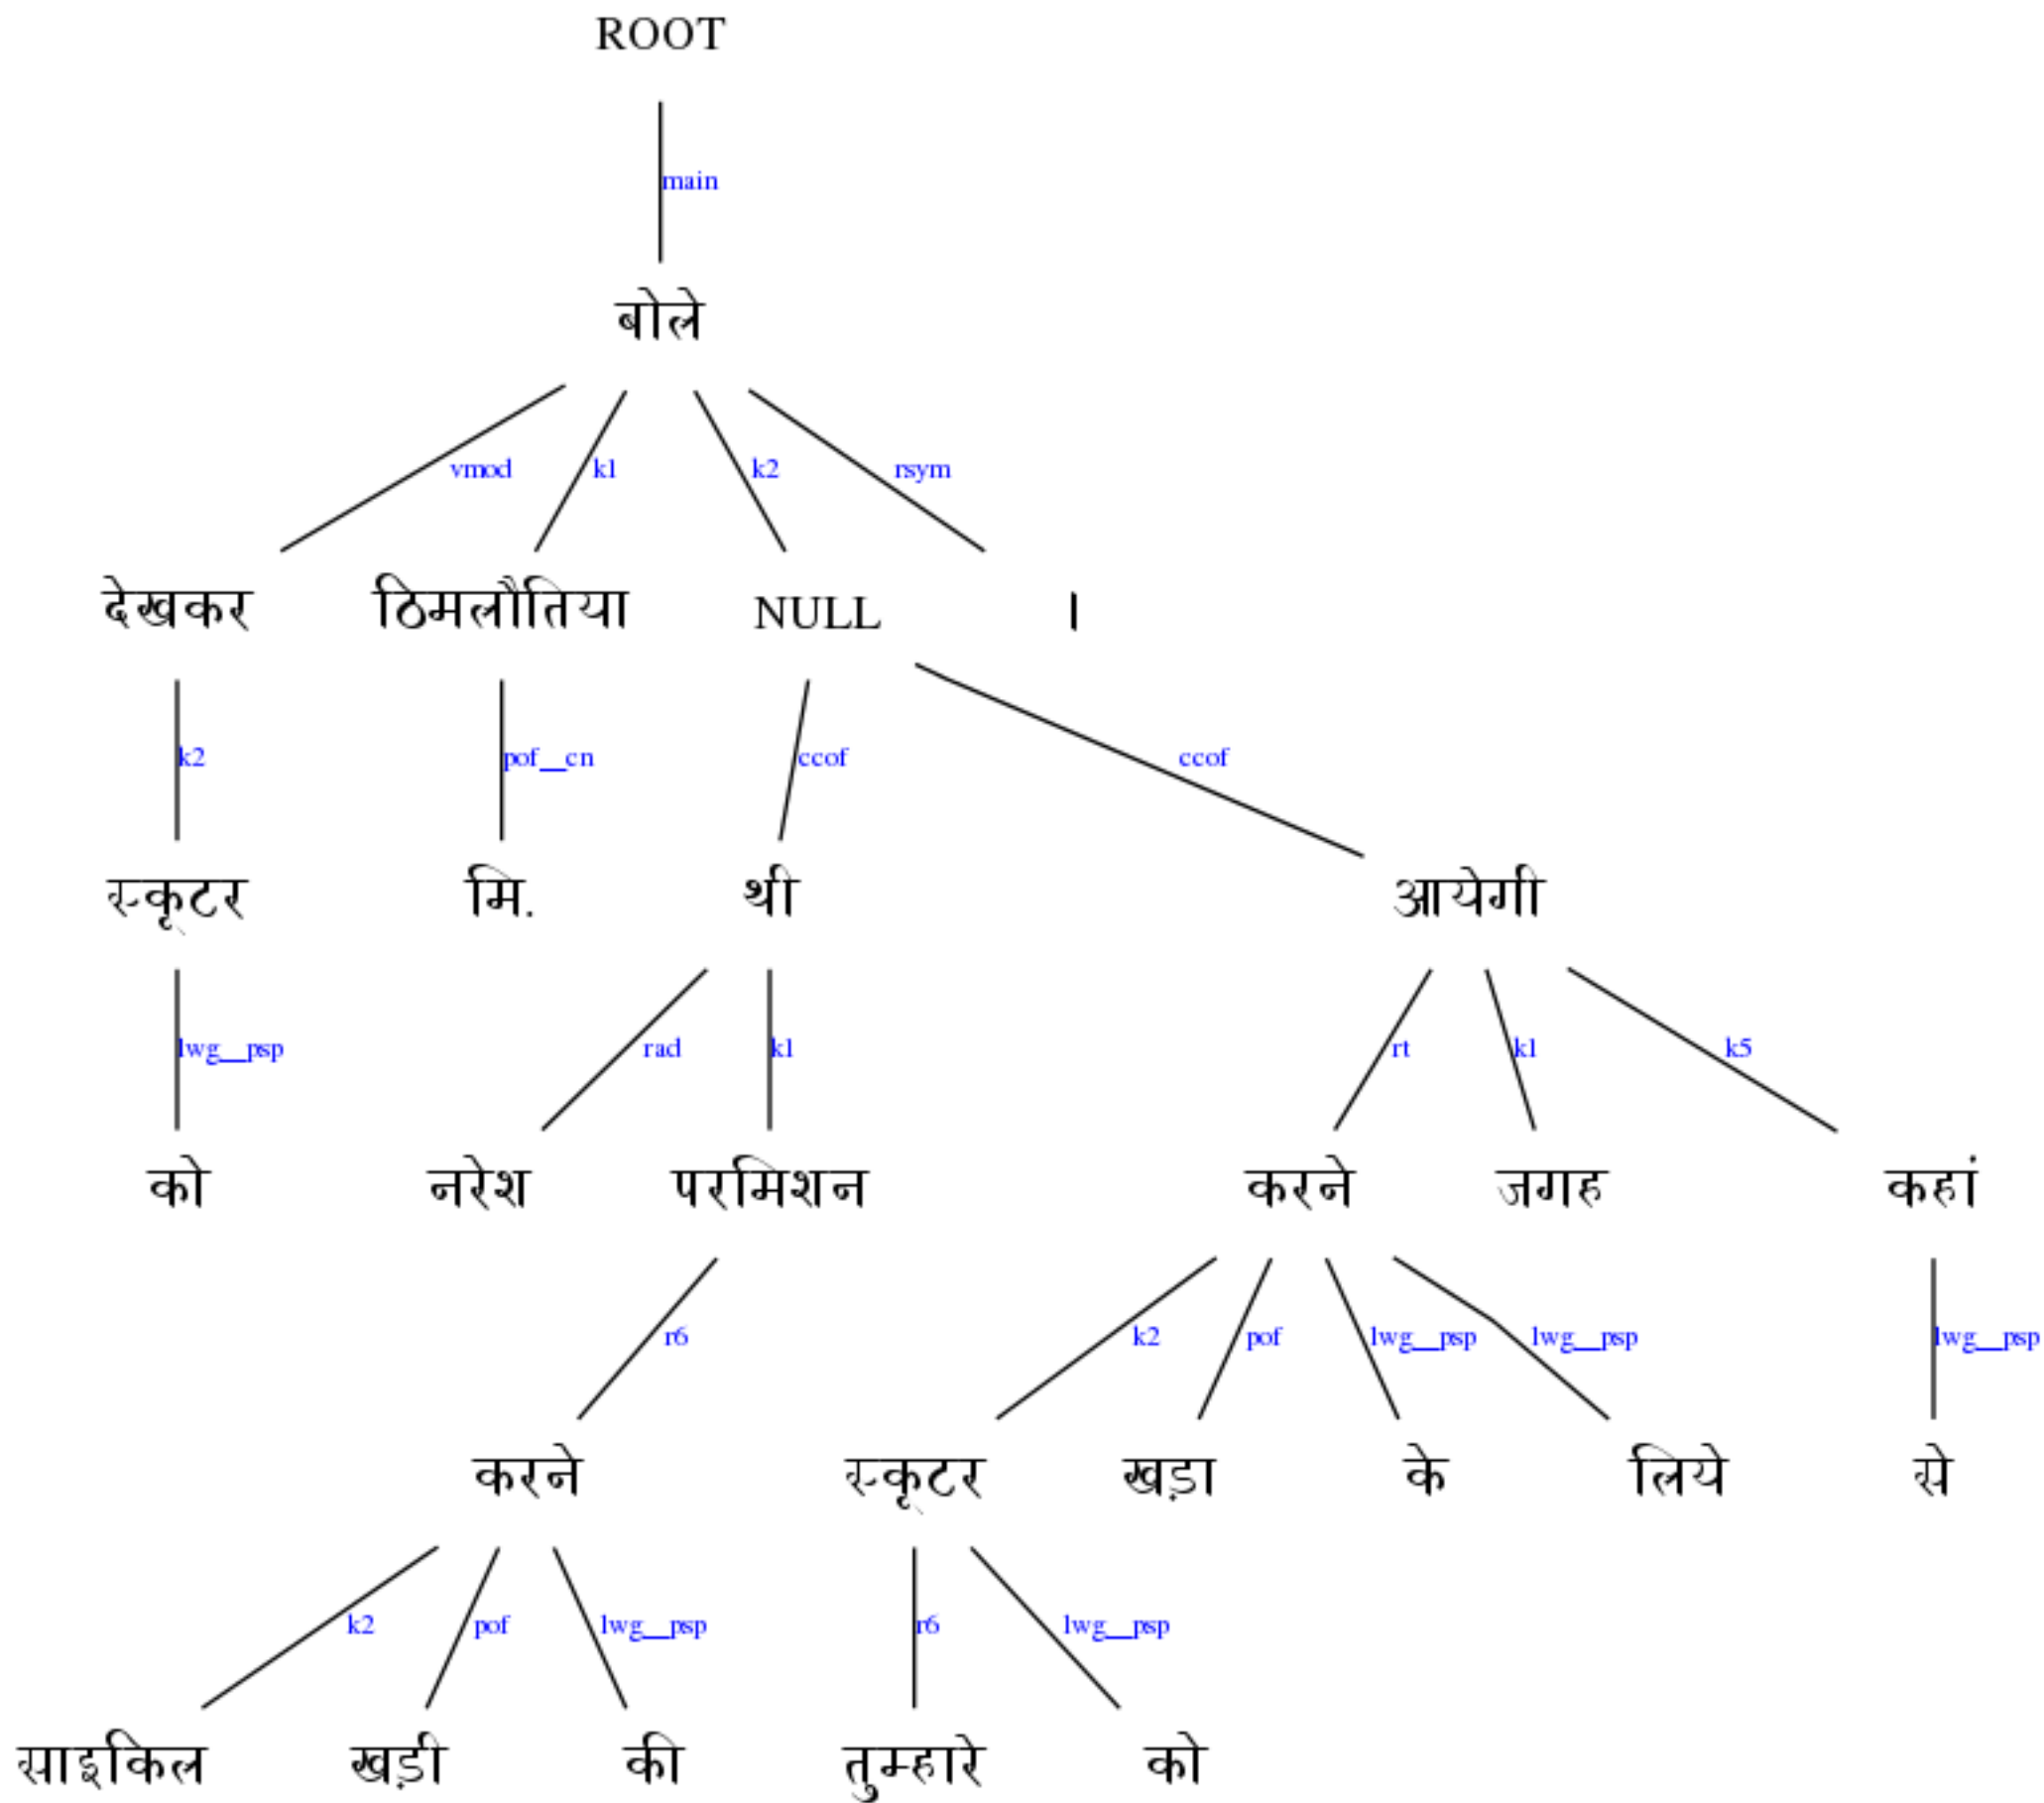 ROOT
main
बोले
vmod k1 k2 rsym
देखकर ठिमलौतिया NULL ।
k2 pof__cn ccof ccof
स्कूटर मि. थी आयेगी
lwg__psp rad k1 rt k1 k5
को नरेश परमिशन करने जगह कहां
r6 k2 pof lwg__psp lwg__psp lwg__psp
करने स्कूटर खड़ा के लिये से
k2 pof lwg__psp r6 lwg__psp
साइकिल खड़ी की तुम्हारे को